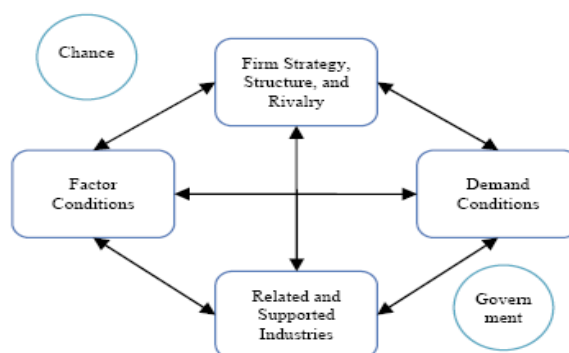 Chance
Firm Strategy,
Structure, and
Rivalry
Factor
Conditions
Demand
Conditions
Related and
Supported
Industries
Govern
ment